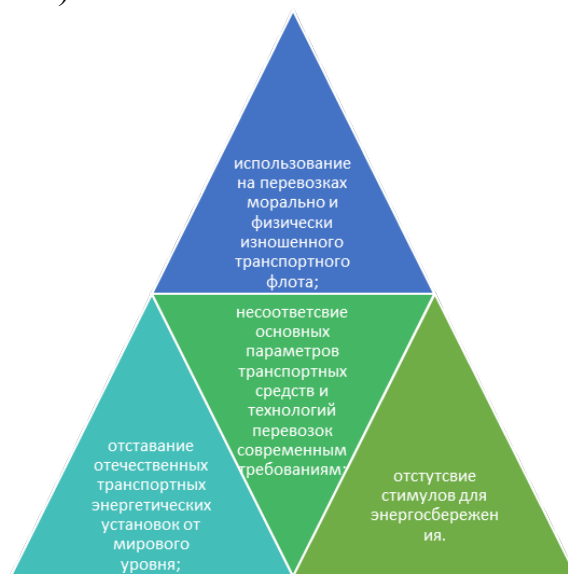 )
использование
на перевозках
морально и
физически
изношенного
транспортного
флота;
несоответсвие
основных
параметров
транспортных
средств и
технологий
перевозок
современным
требованиям;
отставание
отечественных
транспортных
энергетических
установок от
мирового
уровня;
отстутсвие
стимулов для
энергосбережен
ия.